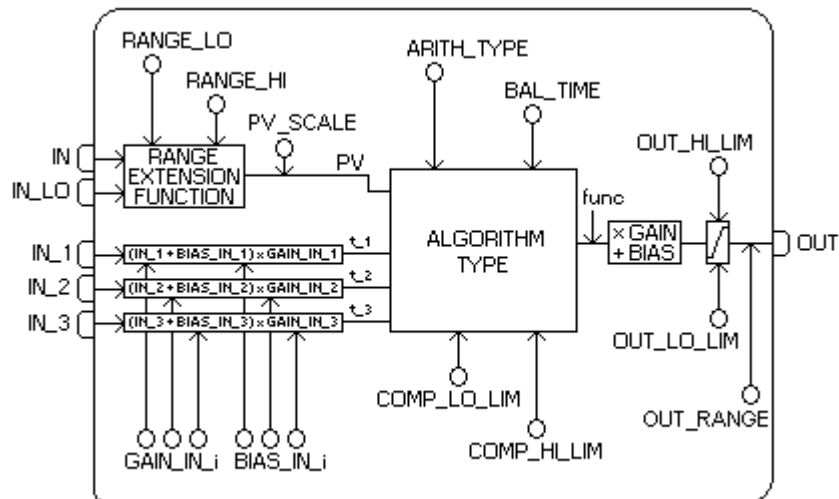 RANGE_LO
ARITH_TYPE
RANGE_HI
BAL_TIME
PV_SCALE
OUT_HI_LIM
IN
RANGE
EXTENSION
FUNCTION
PV
IN_LO
func
× GAIN
+ BIAS
OUT
ALGORITHM
TYPE
IN_1
(IN_1 + BIAS_IN_1) × GAIN_IN_1
t_1
IN_2
(IN_2 + BIAS_IN_2) × GAIN_IN_2
t_2
IN_3
(IN_3 + BIAS_IN_3) × GAIN_IN_3
t_3
OUT_LO_LIM
COMP_LO_LIM
OUT_RANGE
GAIN_IN_i
BIAS_IN_i
COMP_HI_LIM